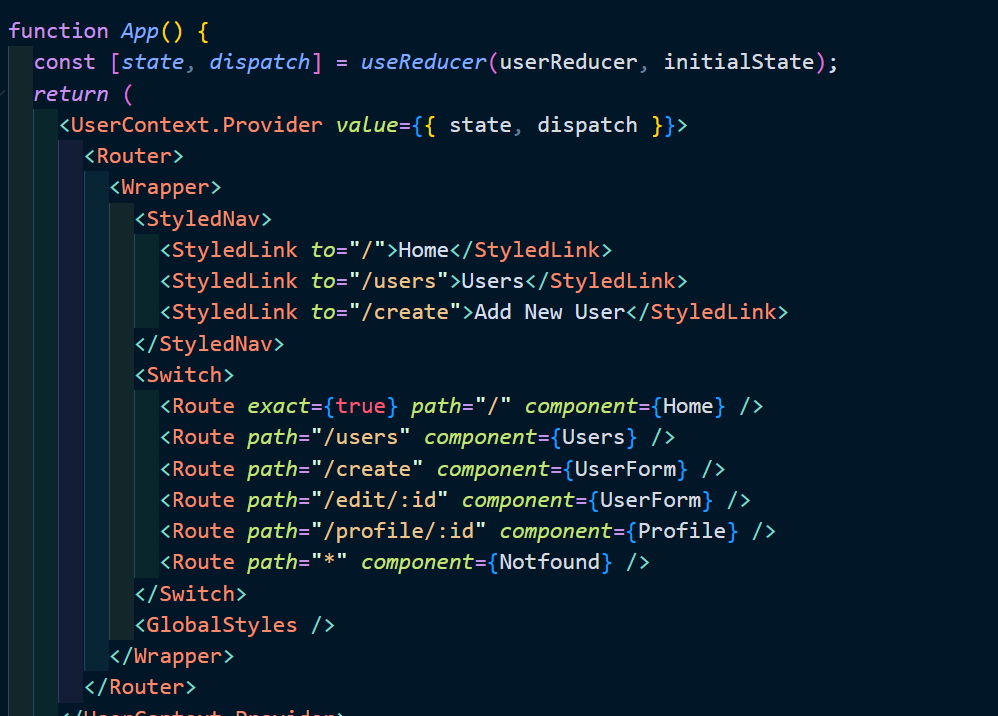 function App() {
const [state, dispatch] = useReducer(userReducer, initialState);
return (
<UserContext.Provider value={{ state, dispatch }}>
<Router>
<Wrapper>
<StyledNav>
<StyledLink to="/">Home</StyledLink>
<StyledLink to="/users">Users</StyledLink>
<StyledLink to="/create">Add New User</StyledLink>
</StyledNav>
<Switch>
<Route exact={true} path="/" component={Home} />
<Route path="/users" component={Users} />
<Route path="/create" component={UserForm} />
<Route path="/edit/:id" component={UserForm} />
<Route path="/profile/:id" component={Profile} />
<Route path="*" component={Notfound} />
</Switch>
<GlobalStyles />
</Wrapper>
</Router>
</UserContext.Provider>